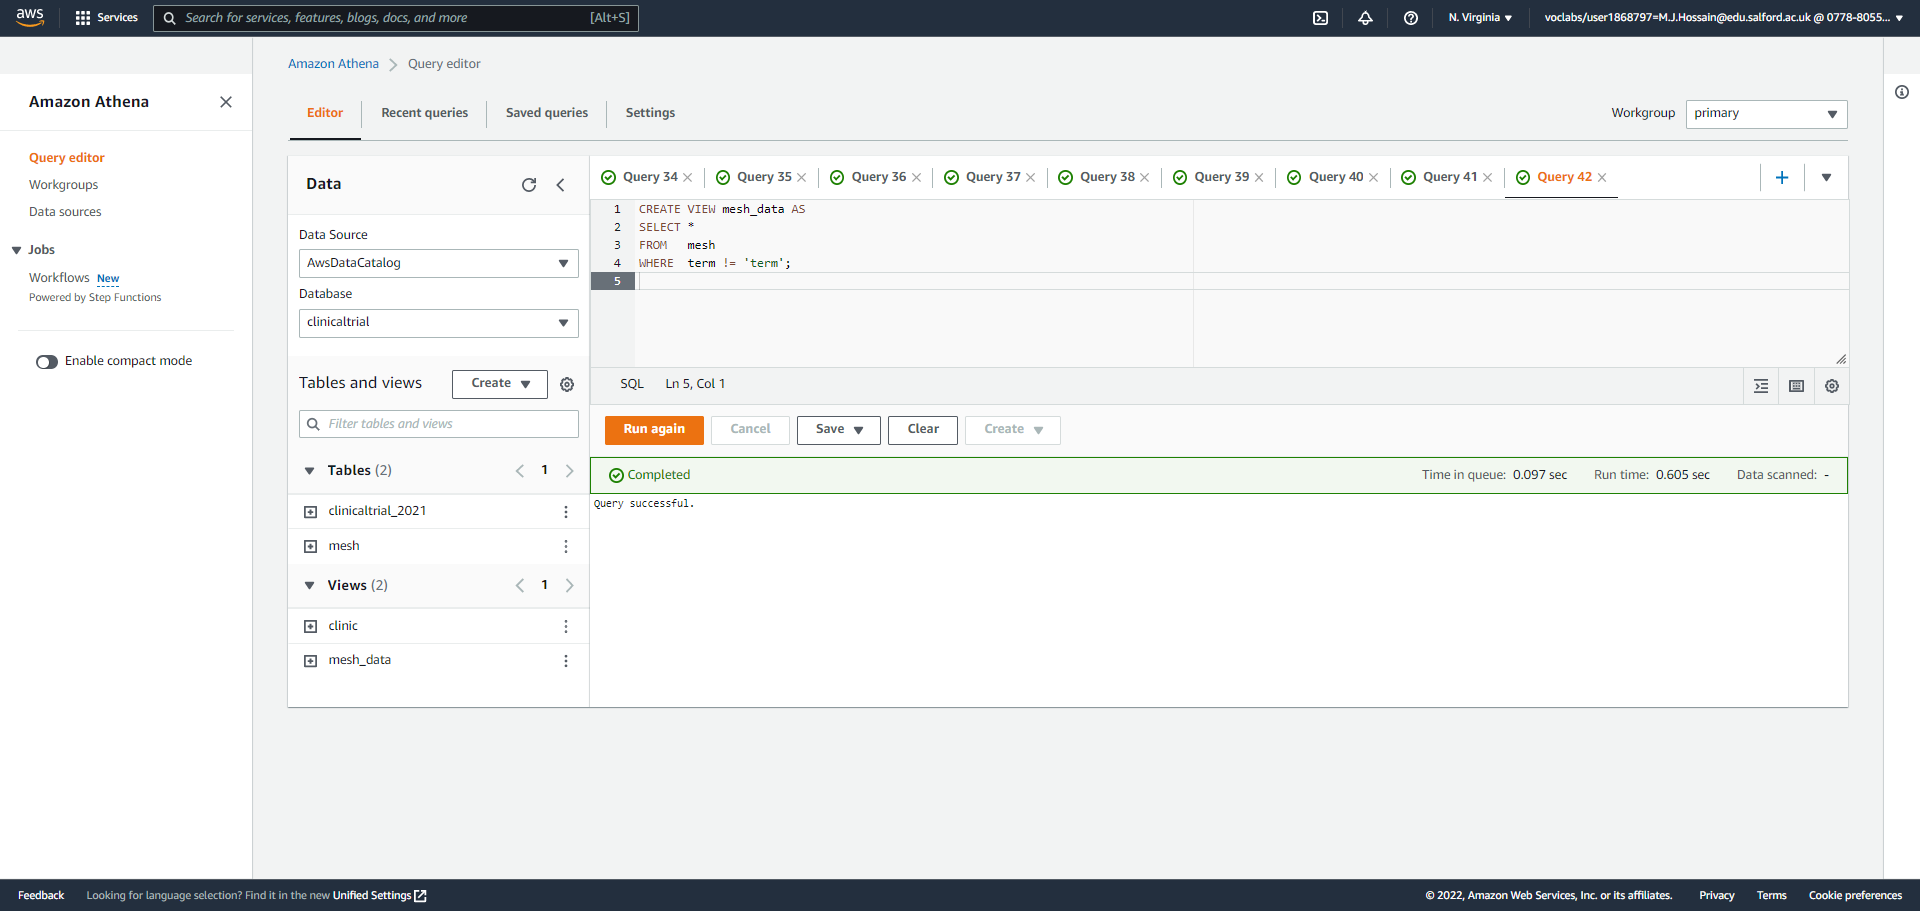 aws
Services
Search for services, features, blogs, docs, and more [Alt+S]
N. Virginia
voclabs/user1868797=M.J.Hossain@edu.salford.ac.uk @ 0778-8055...
Amazon Athena
Query editor
Workgroups
Data sources
Jobs
Workflows New
Powered by Step Functions
Enable compact mode
Amazon Athena Query editor
Editor Recent queries Saved queries Settings
Workgroup primary
Data
Data Source
AwsDataCatalog
Database
clinicaltrial
Tables and views Create
Filter tables and views
Tables (2) 1
clinicaltrial_2021
mesh
Views (2) 1
clinic
mesh_data
Query 34 Query 35 Query 36 Query 37 Query 38 Query 39 Query 40 Query 41 Query 42
1 CREATE VIEW mesh_data AS
2 SELECT *
3 FROM mesh
4 WHERE term != 'term';
5
SQL Ln 5, Col 1
Run again Cancel Save Clear Create
Completed Time in queue: 0.097 sec Run time: 0.605 sec Data scanned: -
Query successful.
Feedback Looking for language selection? Find it in the new Unified Settings
© 2022, Amazon Web Services, Inc. or its affiliates. Privacy Terms Cookie preferences